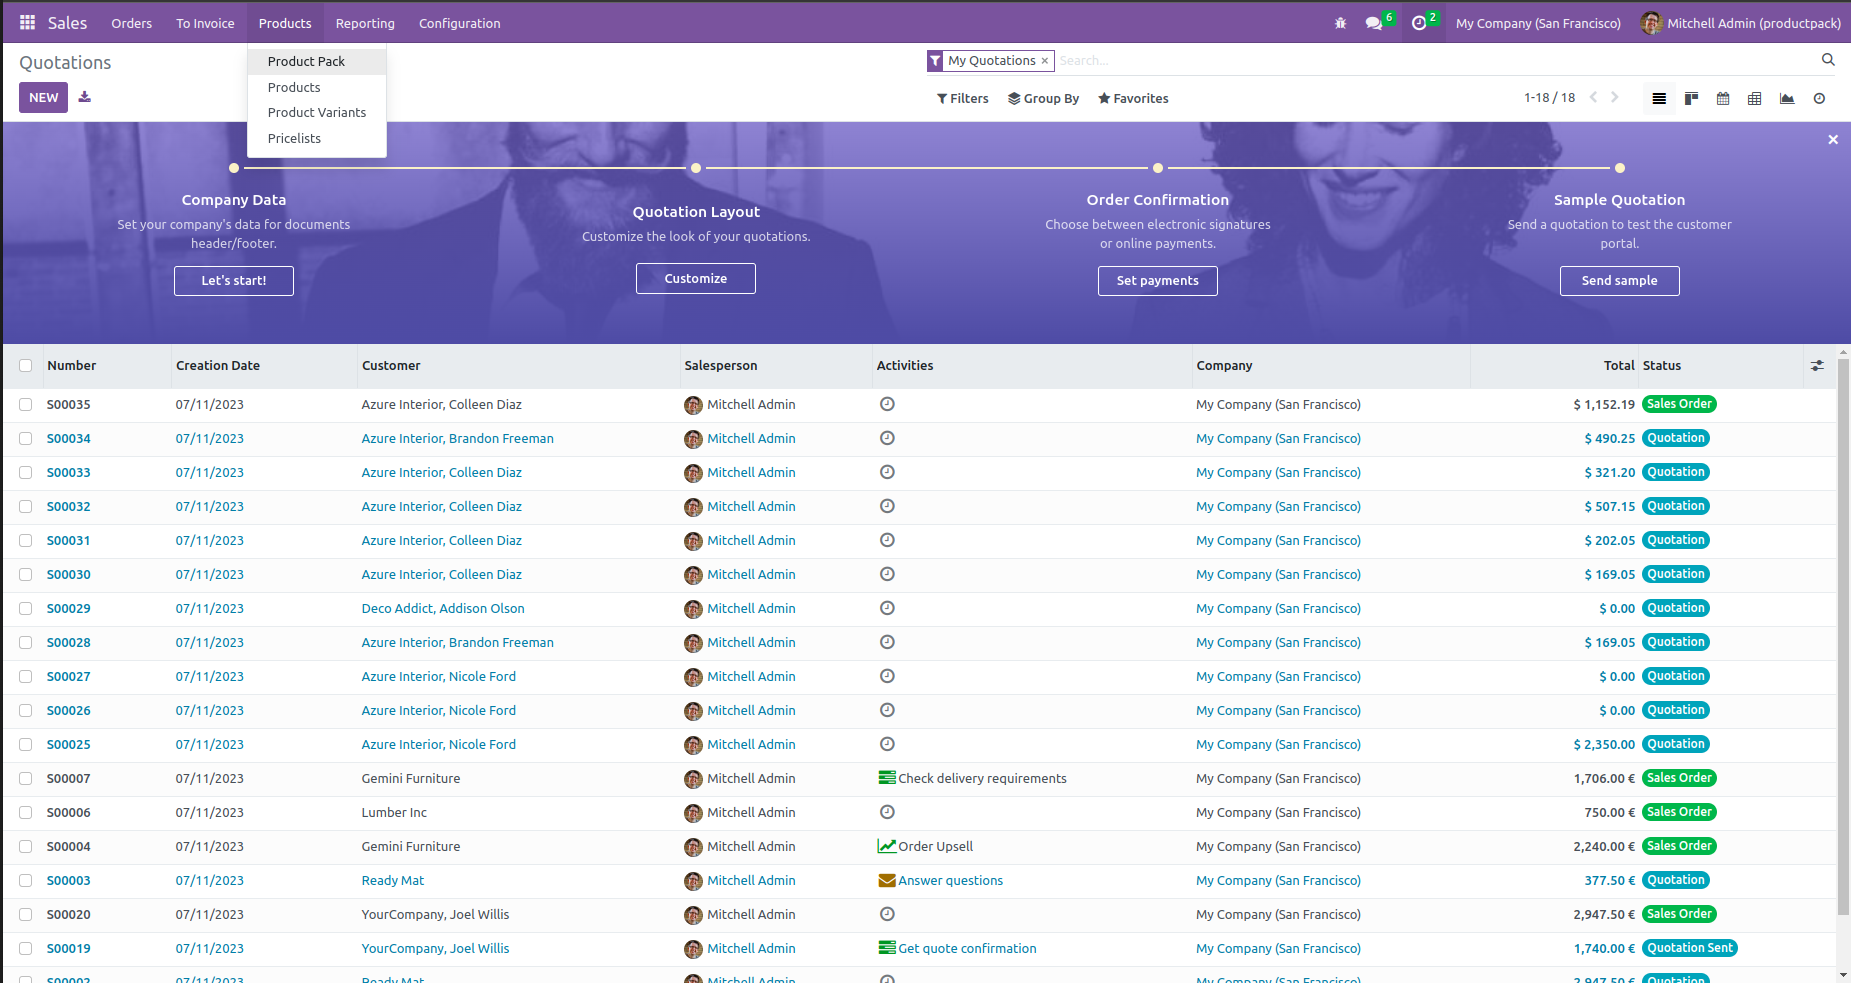 Sales Orders To Invoice Products Reporting Configuration 6 2 My Company (San Francisco) Mitchell Admin (productpack)
Quotations
NEW
Product Pack
Products
Product Variants
Pricelists
My Quotations × Search...
Filters Group By Favorites
1-18 / 18
Company Data
Set your company's data for documents
header/footer.
Let's start!
Quotation Layout
Customize the look of your quotations.
Customize
Order Confirmation
Choose between electronic signatures
or online payments.
Set payments
Sample Quotation
Send a quotation to test the customer
portal.
Send sample
Number Creation Date Customer Salesperson Activities Company Total Status
S00035 07/11/2023 Azure Interior, Colleen Diaz Mitchell Admin My Company (San Francisco) $ 1,152.19 Sales Order
S00034 07/11/2023 Azure Interior, Brandon Freeman Mitchell Admin My Company (San Francisco) $ 490.25 Quotation
S00033 07/11/2023 Azure Interior, Colleen Diaz Mitchell Admin My Company (San Francisco) $ 321.20 Quotation
S00032 07/11/2023 Azure Interior, Colleen Diaz Mitchell Admin My Company (San Francisco) $ 507.15 Quotation
S00031 07/11/2023 Azure Interior, Colleen Diaz Mitchell Admin My Company (San Francisco) $ 202.05 Quotation
S00030 07/11/2023 Azure Interior, Colleen Diaz Mitchell Admin My Company (San Francisco) $ 169.05 Quotation
S00029 07/11/2023 Deco Addict, Addison Olson Mitchell Admin My Company (San Francisco) $ 0.00 Quotation
S00028 07/11/2023 Azure Interior, Brandon Freeman Mitchell Admin My Company (San Francisco) $ 169.05 Quotation
S00027 07/11/2023 Azure Interior, Nicole Ford Mitchell Admin My Company (San Francisco) $ 0.00 Quotation
S00026 07/11/2023 Azure Interior, Nicole Ford Mitchell Admin My Company (San Francisco) $ 0.00 Quotation
S00025 07/11/2023 Azure Interior, Nicole Ford Mitchell Admin My Company (San Francisco) $ 2,350.00 Quotation
S00007 07/11/2023 Gemini Furniture Mitchell Admin Check delivery requirements My Company (San Francisco) 1,706.00 € Sales Order
S00006 07/11/2023 Lumber Inc Mitchell Admin My Company (San Francisco) 750.00 € Sales Order
S00004 07/11/2023 Gemini Furniture Mitchell Admin Order Upsell My Company (San Francisco) 2,240.00 € Sales Order
S00003 07/11/2023 Ready Mat Mitchell Admin Answer questions My Company (San Francisco) 377.50 € Quotation
S00020 07/11/2023 YourCompany, Joel Willis Mitchell Admin My Company (San Francisco) 2,947.50 € Sales Order
S00019 07/11/2023 YourCompany, Joel Willis Mitchell Admin Get quote confirmation My Company (San Francisco) 1,740.00 € Quotation Sent
S00002 07/11/2023 Ready Mat Mitchell Admin My Company (San Francisco) 2,947.50 € Quotation